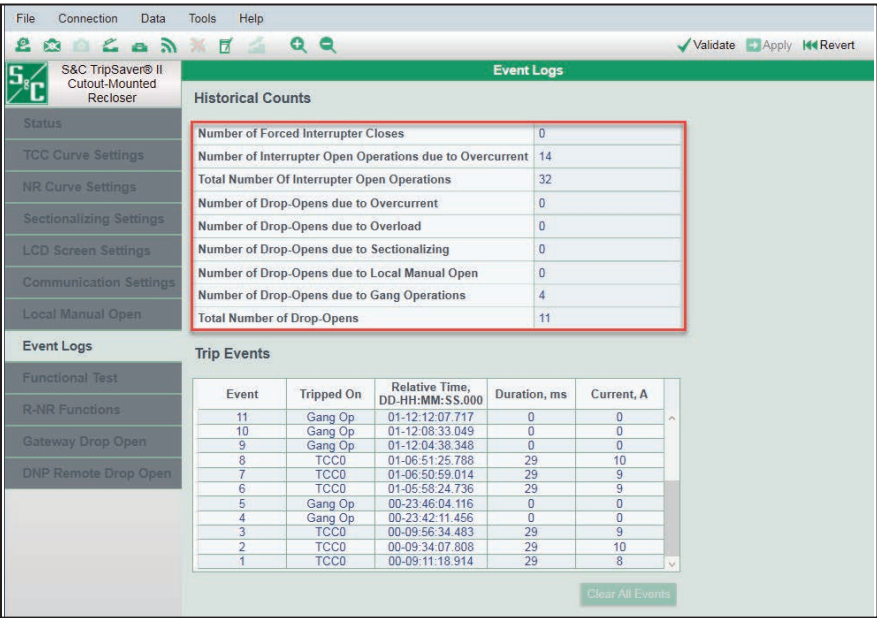 File Connection Data Tools Help
Validate Apply Revert
S&C
S&C TripSaver® II
Cutout-Mounted
Recloser
Event Logs
Status
TCC Curve Settings
NR Curve Settings
Sectionalizing Settings
LCD Screen Settings
Communication Settings
Local Manual Open
Event Logs
Functional Test
R-NR Functions
Gateway Drop Open
DNP Remote Drop Open
Historical Counts
Number of Forced Interrupter Closes 0
Number of Interrupter Open Operations due to Overcurrent 14
Total Number Of Interrupter Open Operations 32
Number of Drop-Opens due to Overcurrent 0
Number of Drop-Opens due to Overload 0
Number of Drop-Opens due to Sectionalizing 0
Number of Drop-Opens due to Local Manual Open 0
Number of Drop-Opens due to Gang Operations 4
Total Number of Drop-Opens 11
Trip Events
Event Tripped On Relative Time, DD-HH:MM:SS.000 Duration, ms Current, A
11 Gang Op 01-12:12:07.717 0 0
10 Gang Op 01-12:08:33.049 0 0
9 Gang Op 01-12:04:38.348 0 0
8 TCC0 01-06:51:25.788 29 10
7 TCC0 01-06:50:59.014 29 9
6 TCC0 01-05:58:24.736 29 9
5 Gang Op 00-23:46:04.116 0 0
4 Gang Op 00-23:42:11.456 0 0
3 TCC0 00-09:56:34.483 29 9
2 TCC0 00-09:34:07.808 29 10
1 TCC0 00-09:11:18.914 29 8
Clear All Events